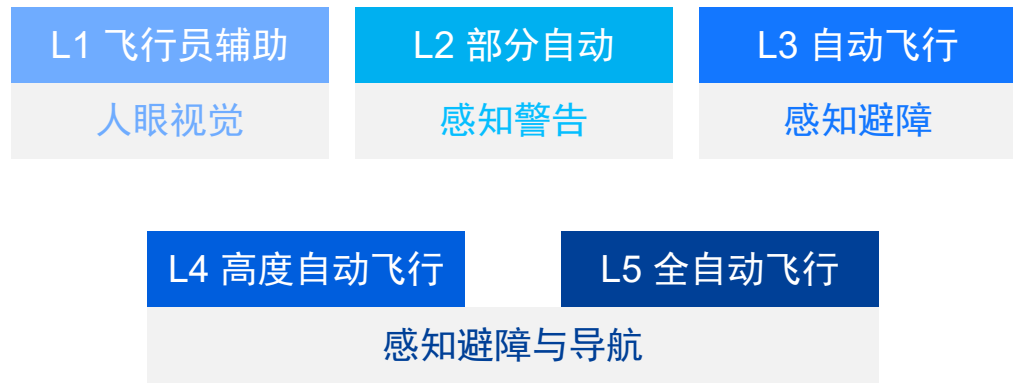 L1 飞行员辅助
L2 部分自动
L3 自动飞行
人眼视觉
感知警告
感知避障
L4 高度自动飞行
L5 全自动飞行
感知避障与导航